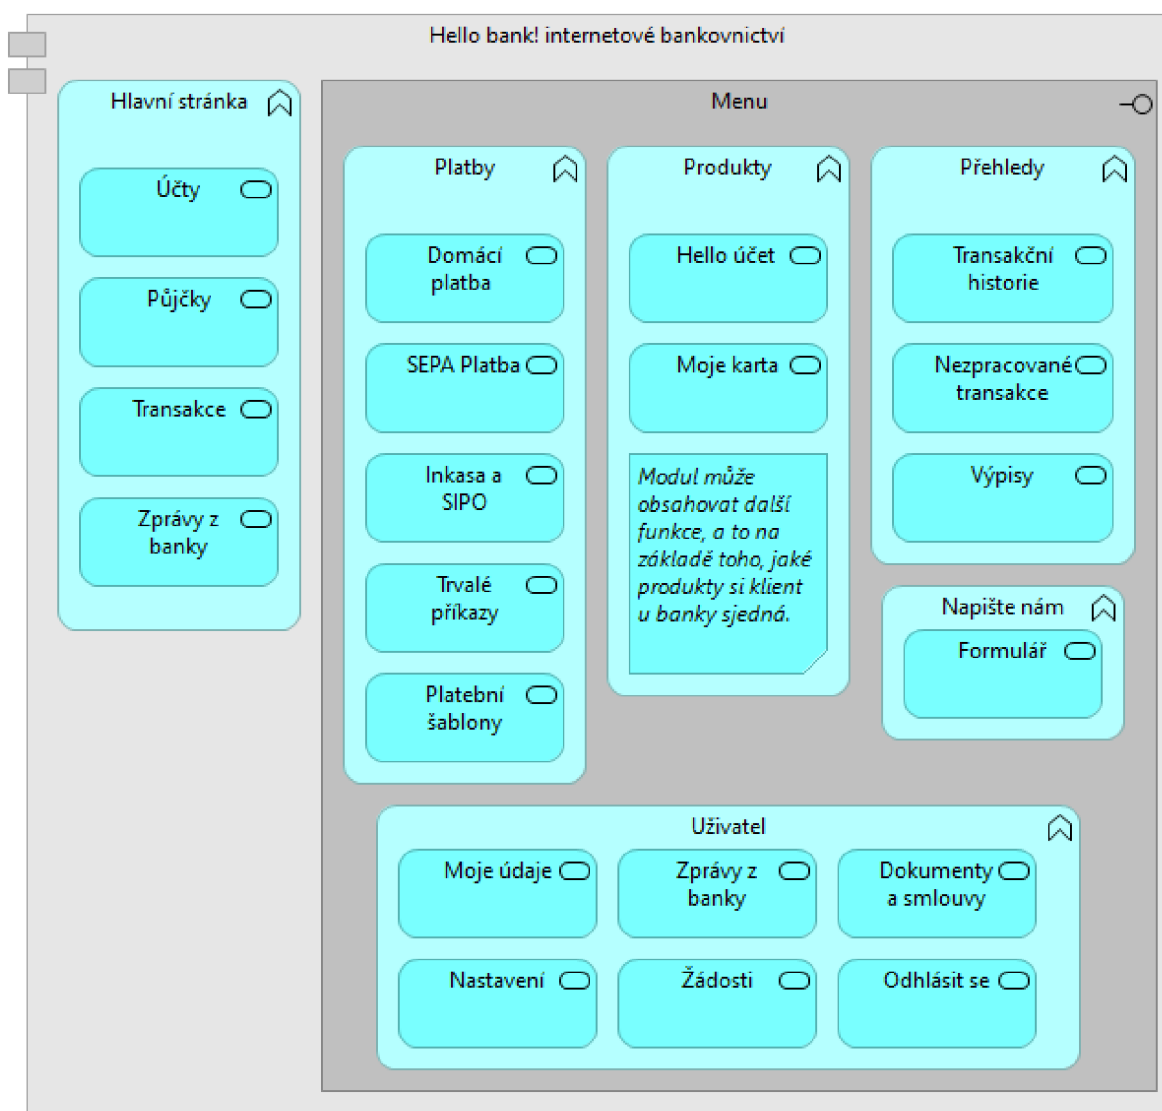 Hello bank! internetové bankovnictví
Hlavní stránka
Účty
Půjčky
Transakce
Zprávy z
banky
Menu
Platby
Domácí
platba
SEPA Platba
Inkasa a
SIPO
Trvalé
příkazy
Platební
šablony
Produkty
Hello účet
Moje karta
Modul může
obsahovat další
funkce, a to na
základě toho, jaké
produkty si klient
u banky sjedná.
Přehledy
Transakční
historie
Nezpracované
transakce
Výpisy
Napište nám
Formulář
Uživatel
Moje údaje
Zprávy z
banky
Dokumenty
a smlouvy
Nastavení
Žádosti
Odhlásit se